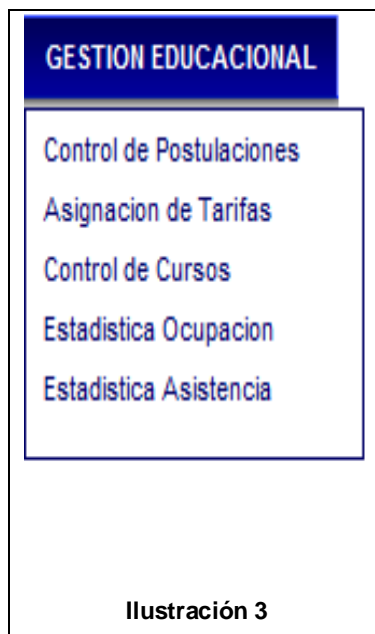 GESTION EDUCACIONAL
Control de Postulaciones
Asignacion de Tarifas
Control de Cursos
Estadistica Ocupacion
Estadistica Asistencia
Ilustración 3